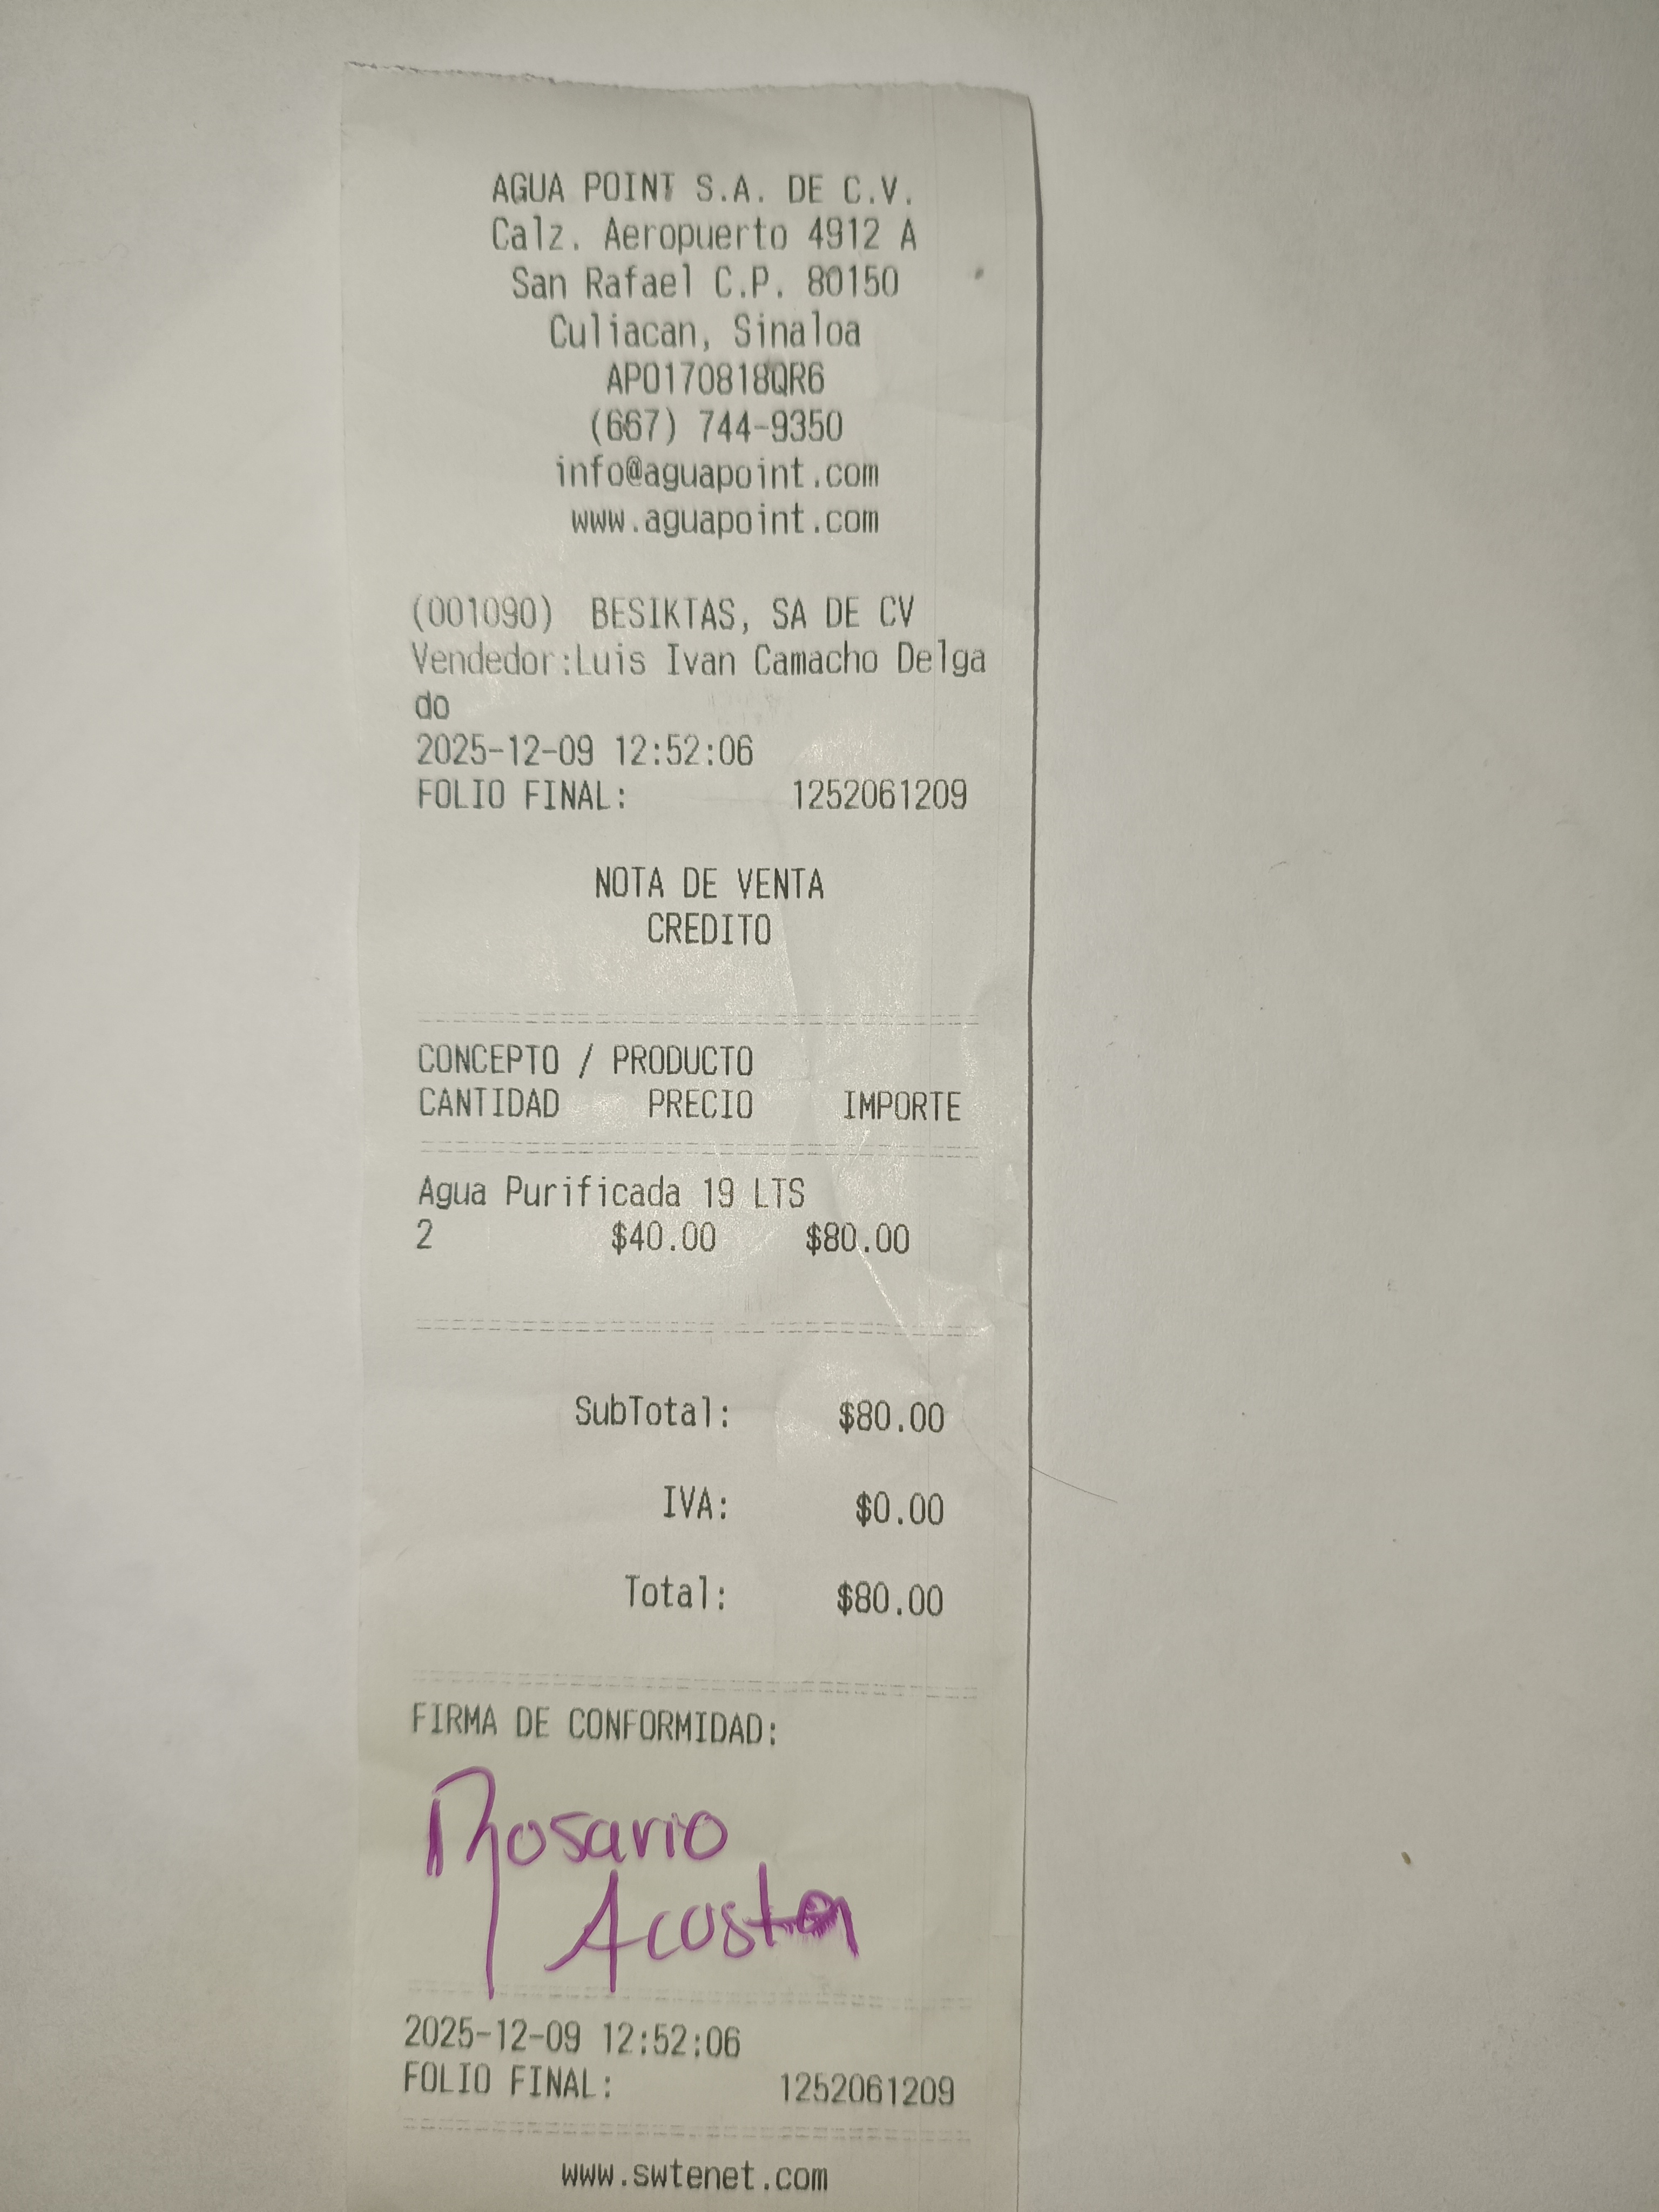 AGUA POINT S.A. DE C.V.
Calz. Aeropuerto 4912 A
San Rafael C.P. 80150
Culiacan, Sinaloa
APO170818QR6
(667) 744-9350
info@aguapoint.com
www.aguapoint.com
(001090) BESIKTAS, SA DE CV
Vendedor:Luis Ivan Camacho Delga
do
2025-12-09 12:52:06
FOLIO FINAL: 1252061209
NOTA DE VENTA
CREDITO
CONCEPTO / PRODUCTO
CANTIDAD PRECIO IMPORTE
Agua Purificada 19 LTS
2 $40.00 $80.00
SubTotal: $80.00
IVA: $0.00
Total: $80.00
FIRMA DE CONFORMIDAD:
Rosario
Acosta
2025-12-09 12:52:06
FOLIO FINAL: 1252061209
www.swtenet.com